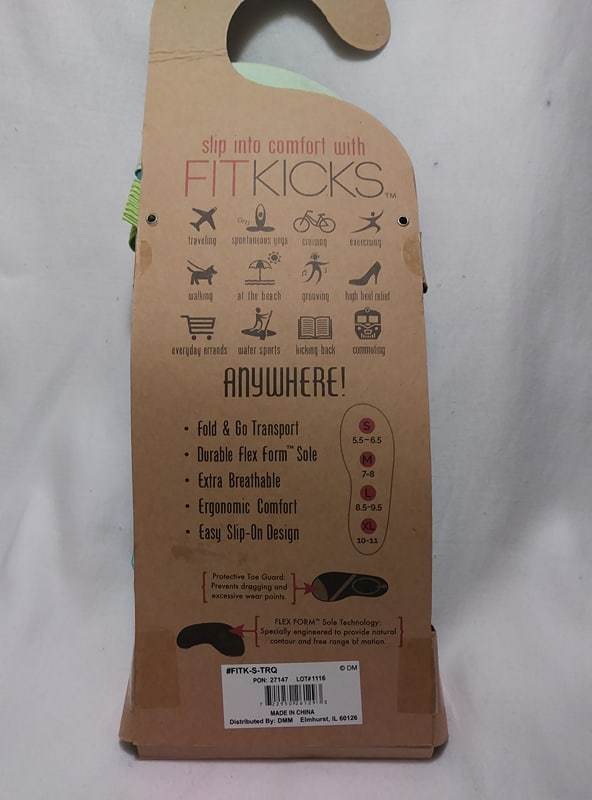 slip into comfort with
FITKICKS™
traveling spontaneous yoga cruising exercising
walking at the beach grooving high heel relief
everyday errands water sports kicking back commuting
ANYWHERE!
• Fold & Go Transport
• Durable Flex Form™ Sole
• Extra Breathable
• Ergonomic Comfort
• Easy Slip-On Design
S
5.5-6.5
M
7-8
L
8.5-9.5
XL
10-11
Protective Toe Guard:
Prevents dragging and
excessive wear points.
FLEX FORM™ Sole Technology:
Specially engineered to provide natural
contour and free range of motion.
#FITK-S-TRQ © DM
PON: 27147 LOT#1116
MADE IN CHINA
Distributed By: DMM Elmhurst, IL 60126